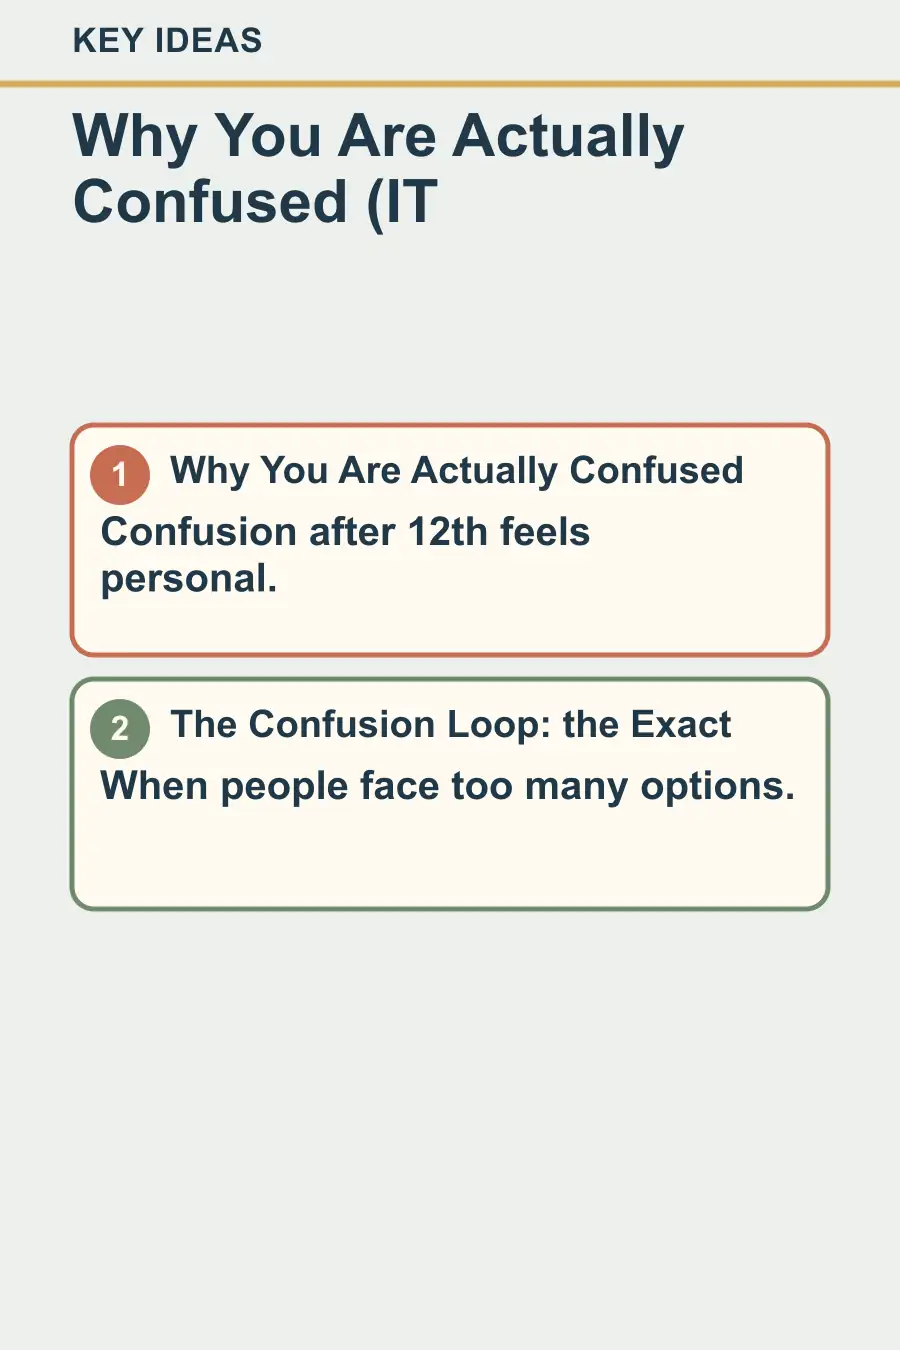 KEY IDEAS
Why You Are Actually
Confused (IT
1 Why You Are Actually Confused
Confusion after 12th feels
personal.
2 The Confusion Loop: the Exact
When people face too many options.